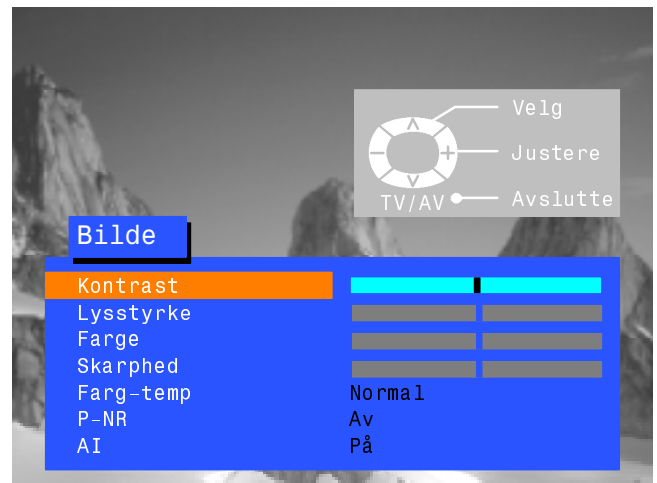 Velg
Justere
TV/AV Avslutte
Bilde
Kontrast
Lysstyrke
Farge
Skarphed
Farg-temp Normal
P-NR Av
AI På